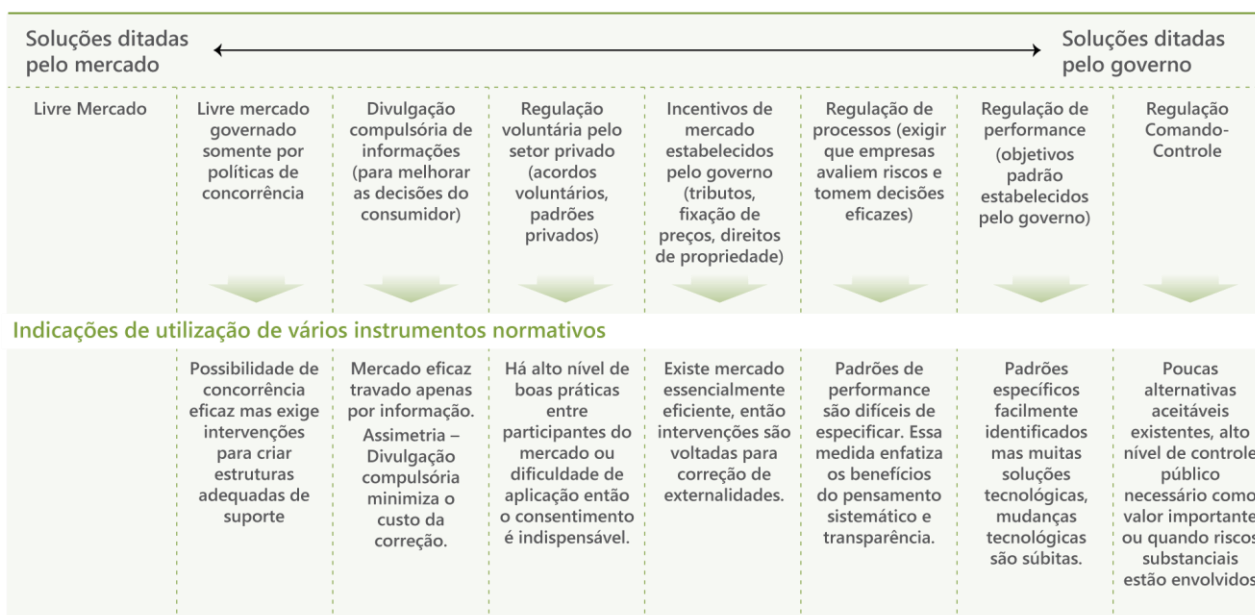 Soluções ditadas
pelo mercado
Soluções ditadas
pelo governo
Livre Mercado
Livre mercado
governado
somente por
políticas de
concorrência
Divulgação
compulsória de
informações
(para melhorar
as decisões do
consumidor)
Regulação
voluntária pelo
setor privado
(acordos
voluntários,
padrões
privados)
Incentivos de
mercado
estabelecidos
pelo governo
(tributos,
fixação de
preços, direitos
de propriedade)
Regulação de
processos (exigir
que empresas
avaliem riscos e
tomem decisões
eficazes)
Regulação de
performance
(objetivos
padrão
estabelecidos
pelo governo)
Regulação
Comando-
Controle
Indicações de utilização de vários instrumentos normativos
Possibilidade de
concorrência
eficaz mas exige
intervenções
para criar
estruturas
adequadas de
suporte
Mercado eficaz
travado apenas
por informação.
Assimetria –
Divulgação
compulsória
minimiza o
custo da
correção.
Há alto nível de
boas práticas
entre
participantes do
mercado ou
dificuldade de
aplicação então
o consentimento
é indispensável.
Existe mercado
essencialmente
eficiente, então
intervenções são
voltadas para
correção de
externalidades.
Padrões de
performance
são difíceis de
especificar. Essa
medida enfatiza
os benefícios
do pensamento
sistemático e
transparência.
Padrões
específicos
facilmente
identificados
mas muitas
soluções
tecnológicas,
mudanças
tecnológicas
são súbitas.
Poucas
alternativas
aceitáveis
existentes, alto
nível de controle
público
necessário como
valor importante
ou quando riscos
substanciais
estão envolvidos